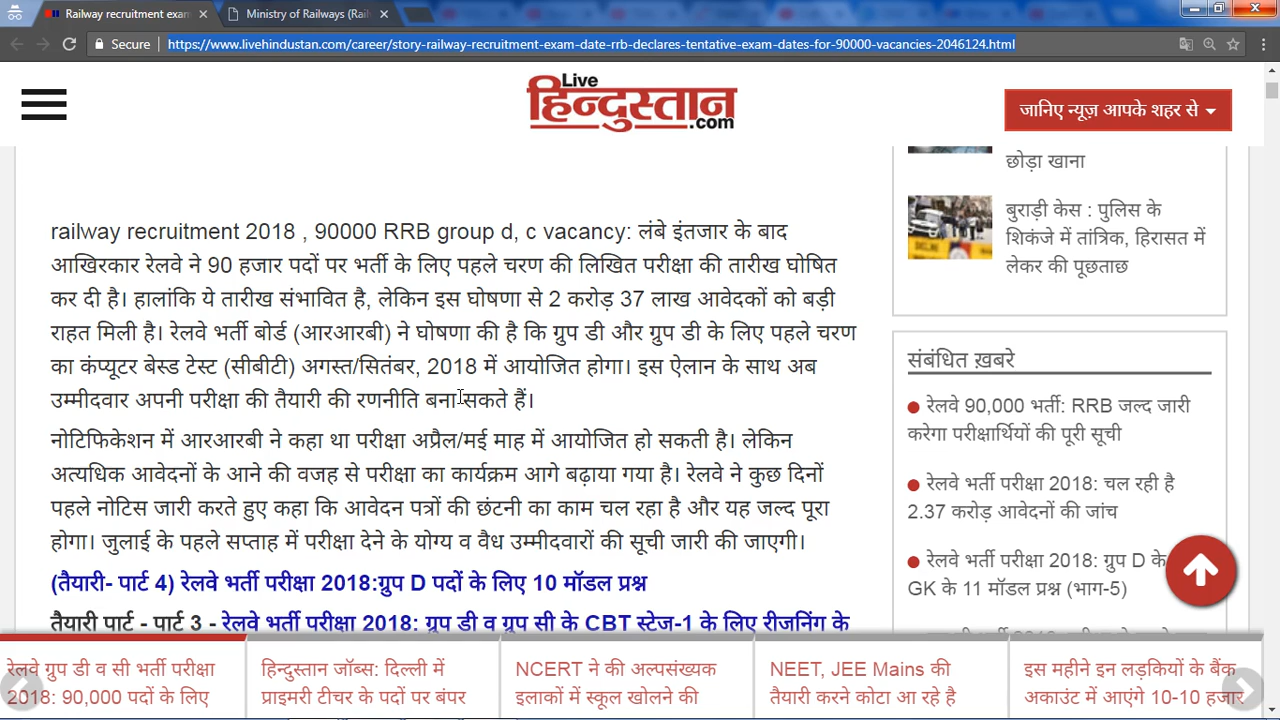 Railway recruitment exam
Ministry of Railways (Rail
Secure
https://www.livehindustan.com/career/story-railway-recruitment-exam-date-rrb-declares-tentative-exam-dates-for-90000-vacancies-2046124.html
Live
हिन्दुस्तान
.com
जानिए न्यूज़ आपके शहर से
railway recruitment 2018 , 90000 RRB group d, c vacancy: लंबे इंतजार के बाद
आखिरकार रेलवे ने 90 हजार पदों पर भर्ती के लिए पहले चरण की लिखित परीक्षा की तारीख घोषित
कर दी है। हालांकि ये तारीख संभावित है, लेकिन इस घोषणा से 2 करोड़ 37 लाख आवेदकों को बड़ी
राहत मिली है। रेलवे भर्ती बोर्ड (आरआरबी) ने घोषणा की है कि ग्रुप डी और ग्रुप डी के लिए पहले चरण
का कंप्यूटर बेस्ड टेस्ट (सीबीटी) अगस्त/सितंबर, 2018 में आयोजित होगा। इस ऐलान के साथ अब
उम्मीदवार अपनी परीक्षा की तैयारी की रणनीति बना सकते हैं।
नोटिफिकेशन में आरआरबी ने कहा था परीक्षा अप्रैल/मई माह में आयोजित हो सकती है। लेकिन
अत्यधिक आवेदनों के आने की वजह से परीक्षा का कार्यक्रम आगे बढ़ाया गया है। रेलवे ने कुछ दिनों
पहले नोटिस जारी करते हुए कहा कि आवेदन पत्रों की छंटनी का काम चल रहा है और यह जल्द पूरा
होगा। जुलाई के पहले सप्ताह में परीक्षा देने के योग्य व वैध उम्मीदवारों की सूची जारी की जाएगी।
(तैयारी- पार्ट 4) रेलवे भर्ती परीक्षा 2018:ग्रुप D पदों के लिए 10 मॉडल प्रश्न
तैयारी पार्ट - पार्ट 3 - रेलवे भर्ती परीक्षा 2018: ग्रुप डी व ग्रुप सी के CBT स्टेज-1 के लिए रीजनिंग के
छोड़ा खाना
बुराड़ी केस : पुलिस के
शिकंजे में तांत्रिक, हिरासत में
लेकर की पूछताछ
संबंधित ख़बरे
रेलवे 90,000 भर्ती: RRB जल्द जारी
करेगा परीक्षार्थियों की पूरी सूची
रेलवे भर्ती परीक्षा 2018: चल रही है
2.37 करोड़ आवेदनों की जांच
रेलवे भर्ती परीक्षा 2018: ग्रुप D के
GK के 11 मॉडल प्रश्न (भाग-5)
रेलवे ग्रुप डी व सी भर्ती परीक्षा
2018: 90,000 पदों के लिए
हिन्दुस्तान जॉब्स: दिल्ली में
प्राइमरी टीचर के पदों पर बंपर
NCERT ने की अल्पसंख्यक
इलाकों में स्कूल खोलने की
NEET, JEE Mains की
तैयारी करने कोटा आ रहे है
इस महीने इन लड़कियों के बैंक
अकाउंट में आएंगे 10-10 हजार